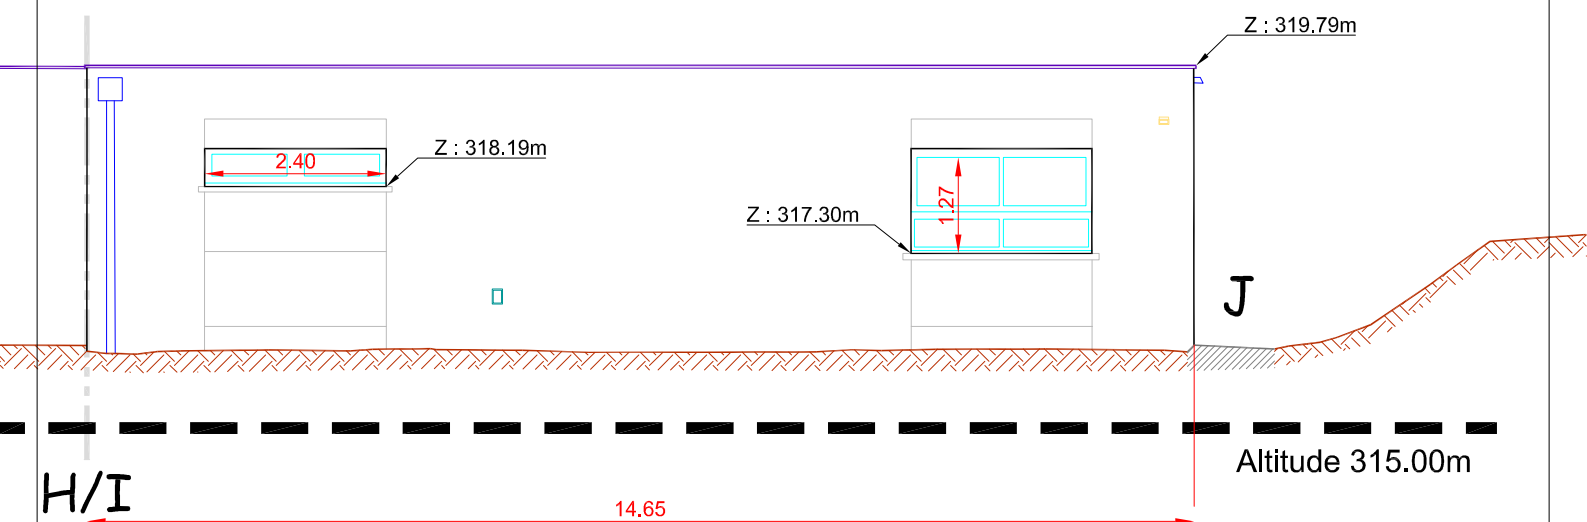 Z : 319.79m
Z : 318.19m
2.40
1.27
Z : 317.30m
J
Altitude 315.00m
H/I
14.65